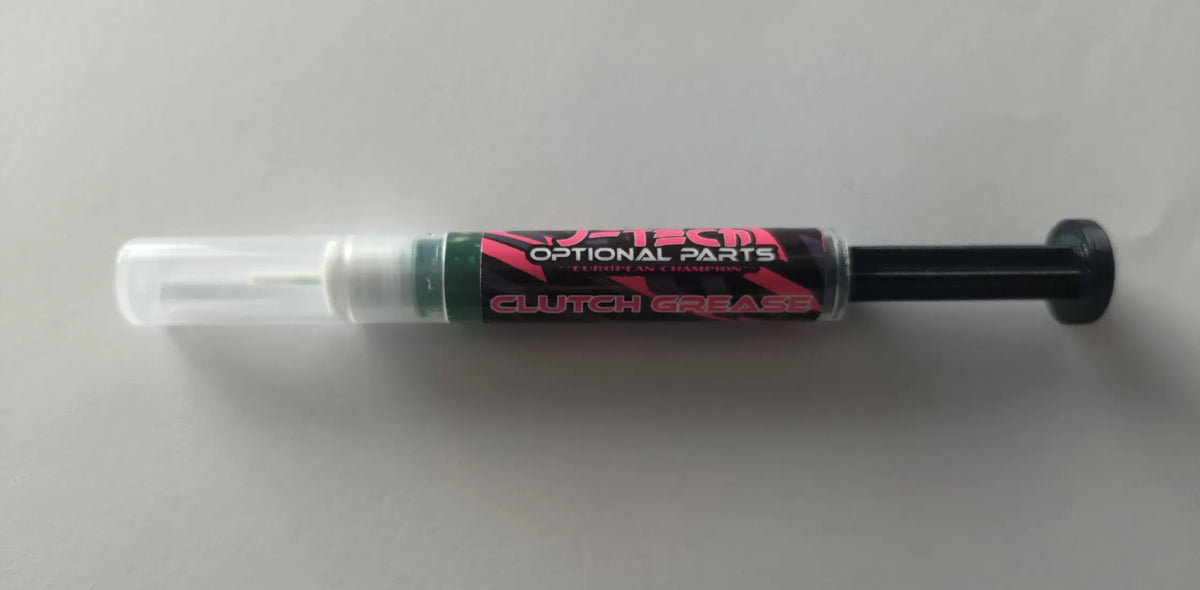 J-TECH
OPTIONAL PARTS
EUROPEAN CHAMPION
CLUTCH GREASE